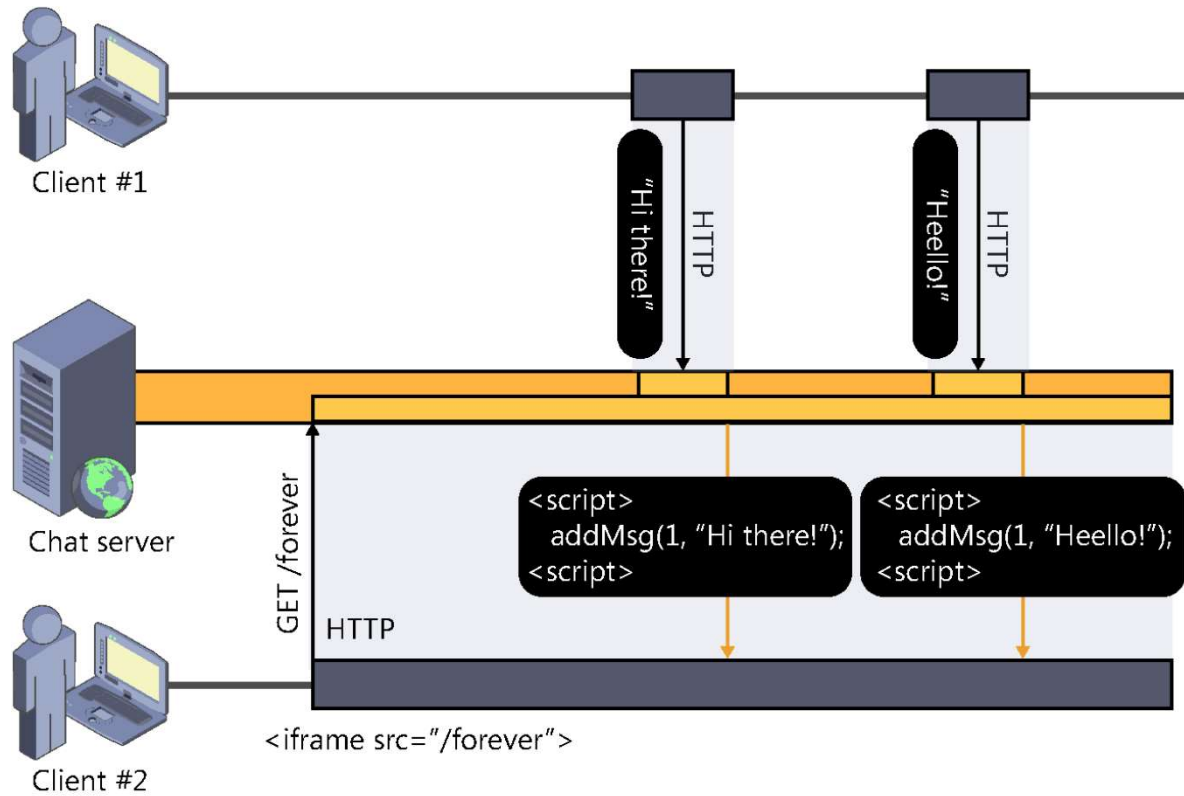 Client #1
“Hi there!”
HTTP
“Heello!”
HTTP
Chat server
GET /forever
HTTP
<script>
addMsg(1, “Hi there!”);
<script>
<script>
addMsg(1, “Heello!”);
<script>
<iframe src=“/forever”>
Client #2